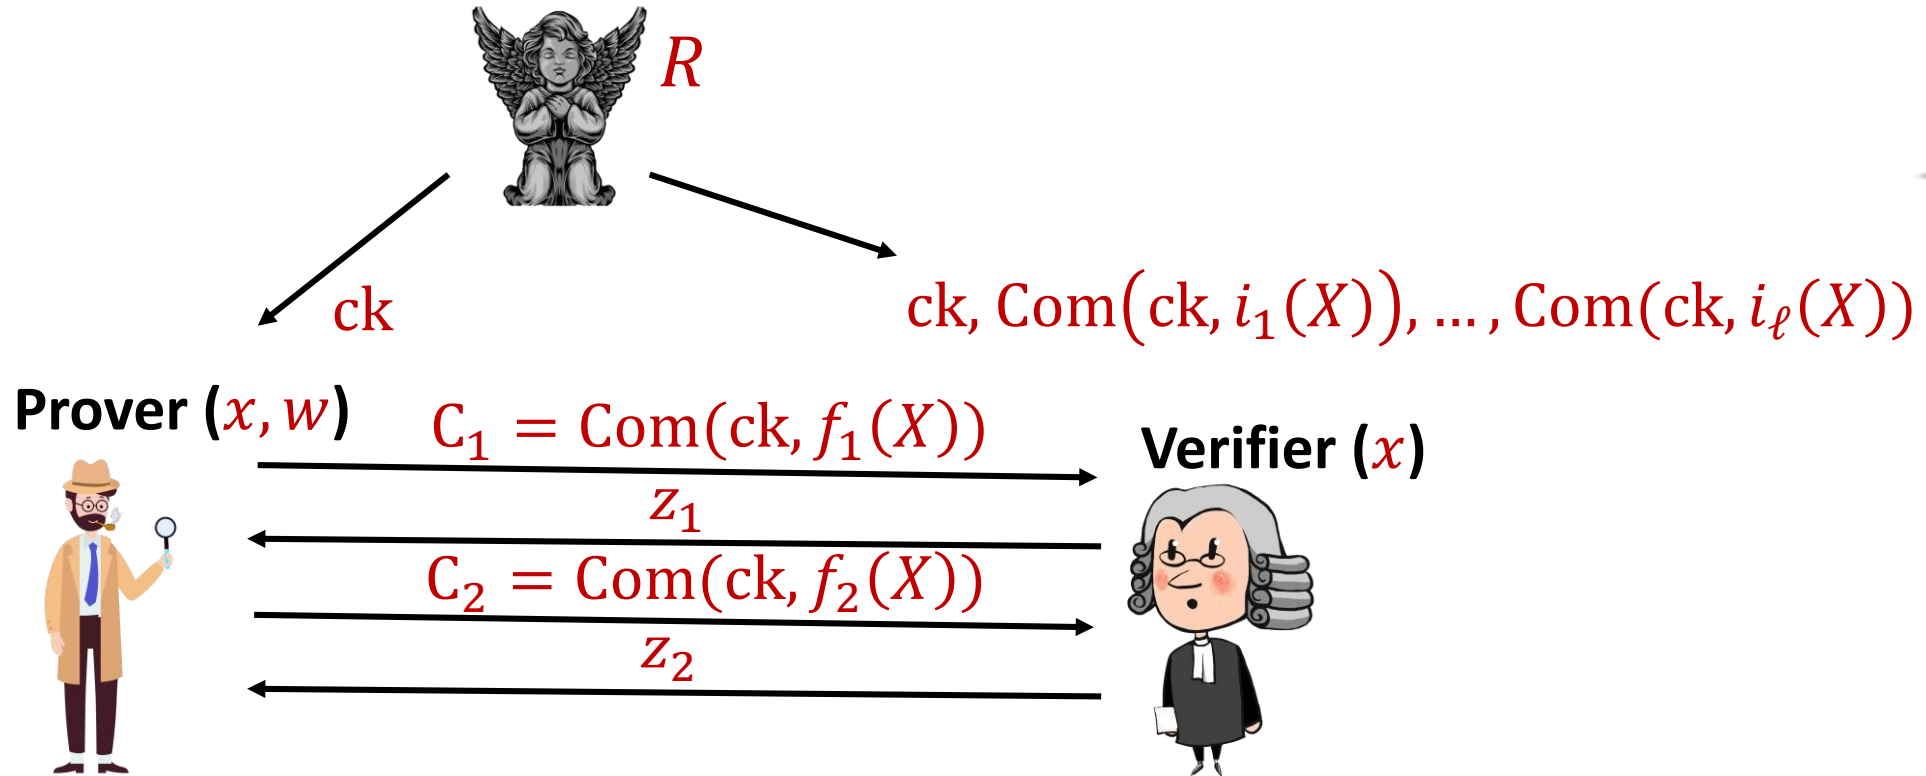 R
ck
ck, Com(ck, i₁(X)), … , Com(ck, i_ℓ(X))
Prover (x, w)
C₁ = Com(ck, f₁(X))
Verifier (x)
z₁
C₂ = Com(ck, f₂(X))
z₂